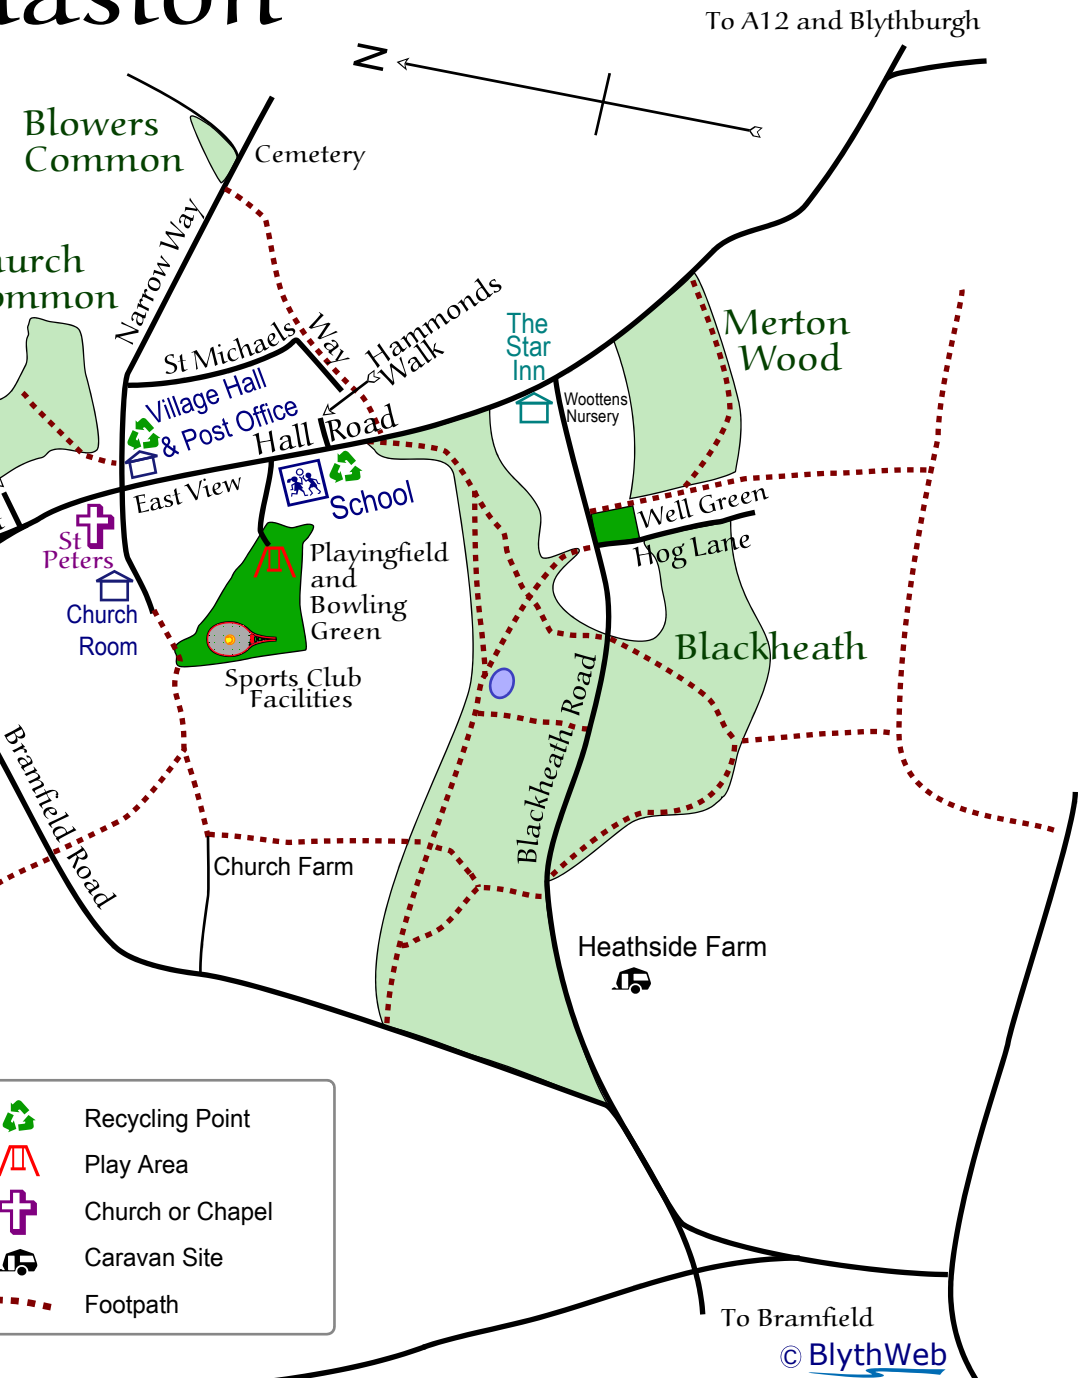 To A12 and Blythburgh
N
Blowers
Common
Cemetery
Narrow Way
St Michaels Way
Hammonds
Walk
The
Star
Inn
Merton
Wood
Woottens
Nursery
Village Hall
& Post Office
Hall Road
East View
School
Well Green
Hog Lane
St
Peters
Church
Room
Playingfield
and
Bowling
Green
Sports Club
Facilities
Blackheath
Blackheath Road
Bramfield Road
Church Farm
Heathside Farm
Recycling Point
Play Area
Church or Chapel
Caravan Site
Footpath
To Bramfield
© BlythWeb